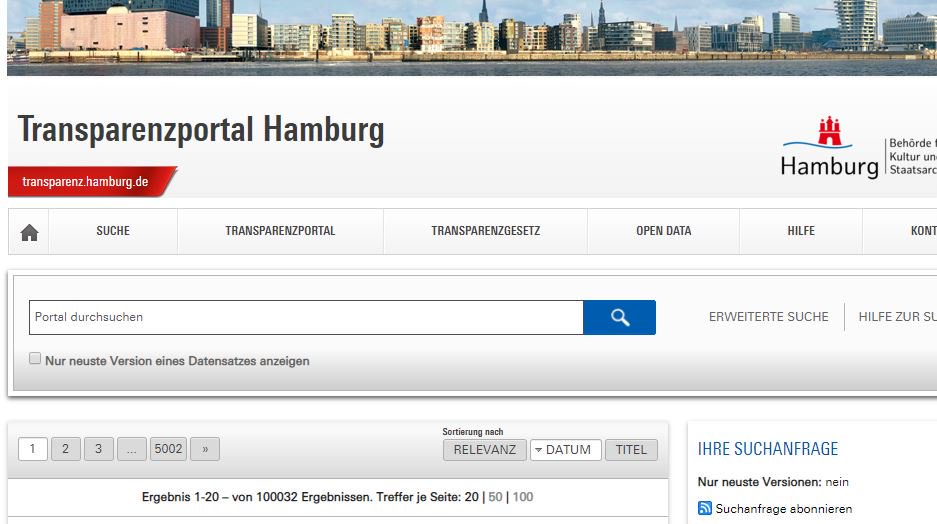 Transparenzportal Hamburg
transparenz.hamburg.de
Hamburg
Behörde f
Kultur un
Staatsarc
SUCHE TRANSPARENZPORTAL TRANSPARENZGESETZ OPEN DATA HILFE KONT
Portal durchsuchen
ERWEITERTE SUCHE HILFE ZUR SU
Nur neuste Version eines Datensatzes anzeigen
Sortierung nach
1 2 3 ... 5002 » RELEVANZ DATUM TITEL
Ergebnis 1-20 – von 100032 Ergebnissen. Treffer je Seite: 20 | 50 | 100
IHRE SUCHANFRAGE
Nur neuste Versionen: nein
Suchanfrage abonnieren